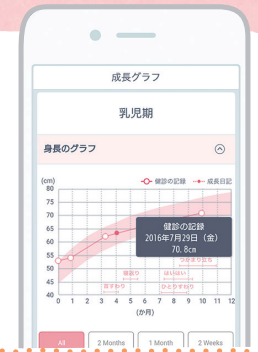 成長グラフ
乳児期
身長のグラフ
(cm)
健診の記録 成長日記
80
75
70
65
60
55
50
45
40
健診の記録
2016年7月29日（金）
70.8cm
つかまり立ち
寝返り はいはい
首すわり ひとりすわり
0 1 2 3 4 5 6 7 8 9 10 11 12
(か月)
All 2 Months 1 Month 2 Weeks